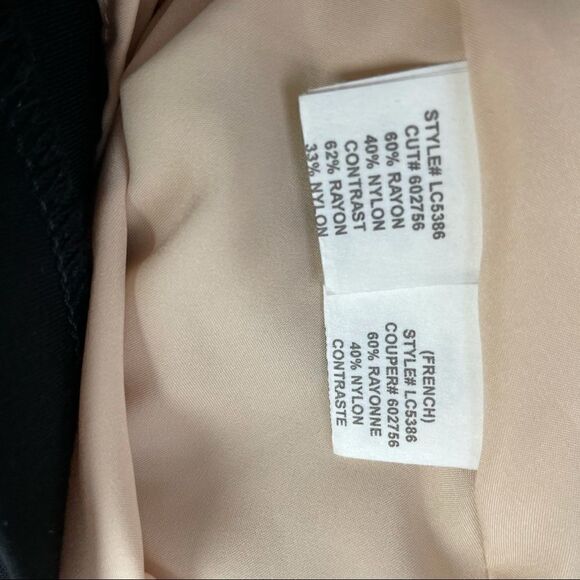 STYLE# LC5386
CUT# 602756
60% RAYON
40% NYLON
CONTRAST
62% RAYON
33% NYLON
(FRENCH)
STYLE# LC5386
COUPER# 602756
60% RAYONNE
40% NYLON
CONTRASTE